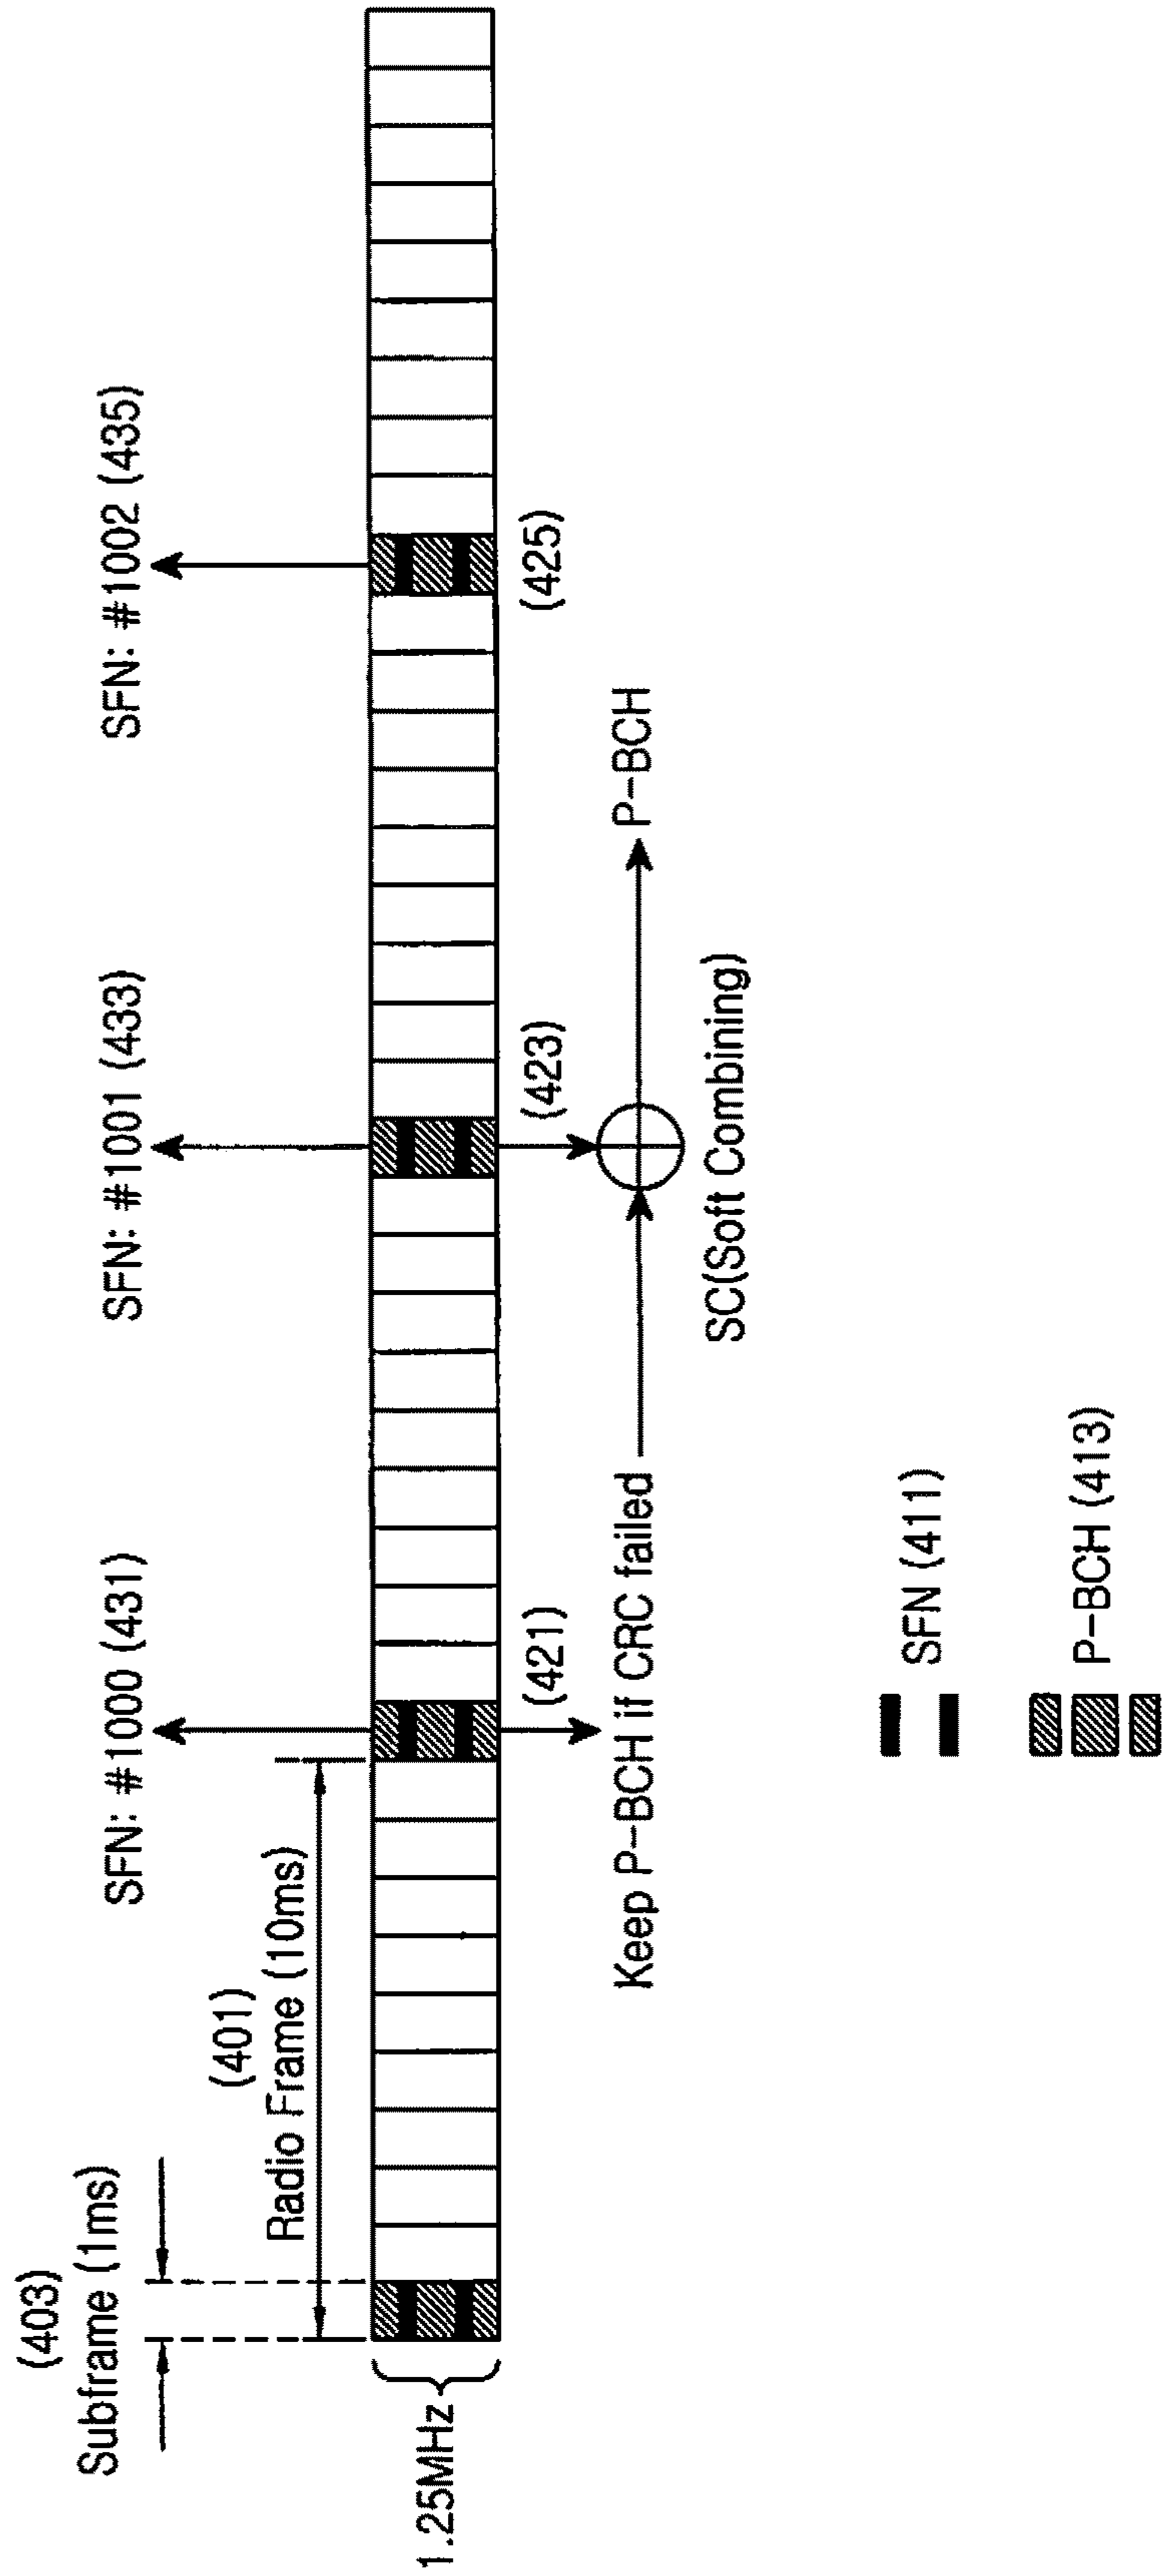 (403)
Subframe (1ms)
(401)
Radio Frame (10ms)
SFN: #1000 (431)
SFN: #1001 (433)
SFN: #1002 (435)
1.25MHz
(421)
(423)
(425)
Keep P-BCH if CRC failed
P-BCH
SC(Soft Combining)
SFN (411)
P-BCH (413)